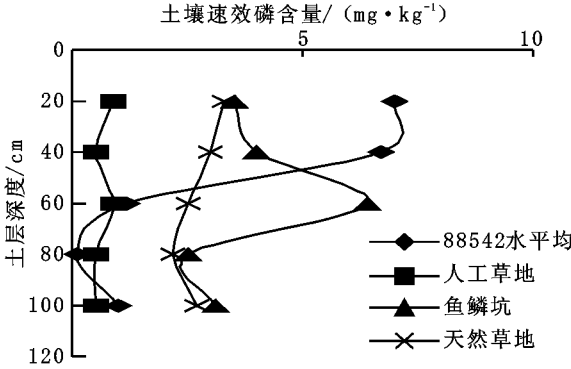 土壤速效磷含量/(mg·kg⁻¹)
0 5 10
20
40
60
80
100
120
土层深度/cm
88542水平均
人工草地
鱼鳞坑
天然草地